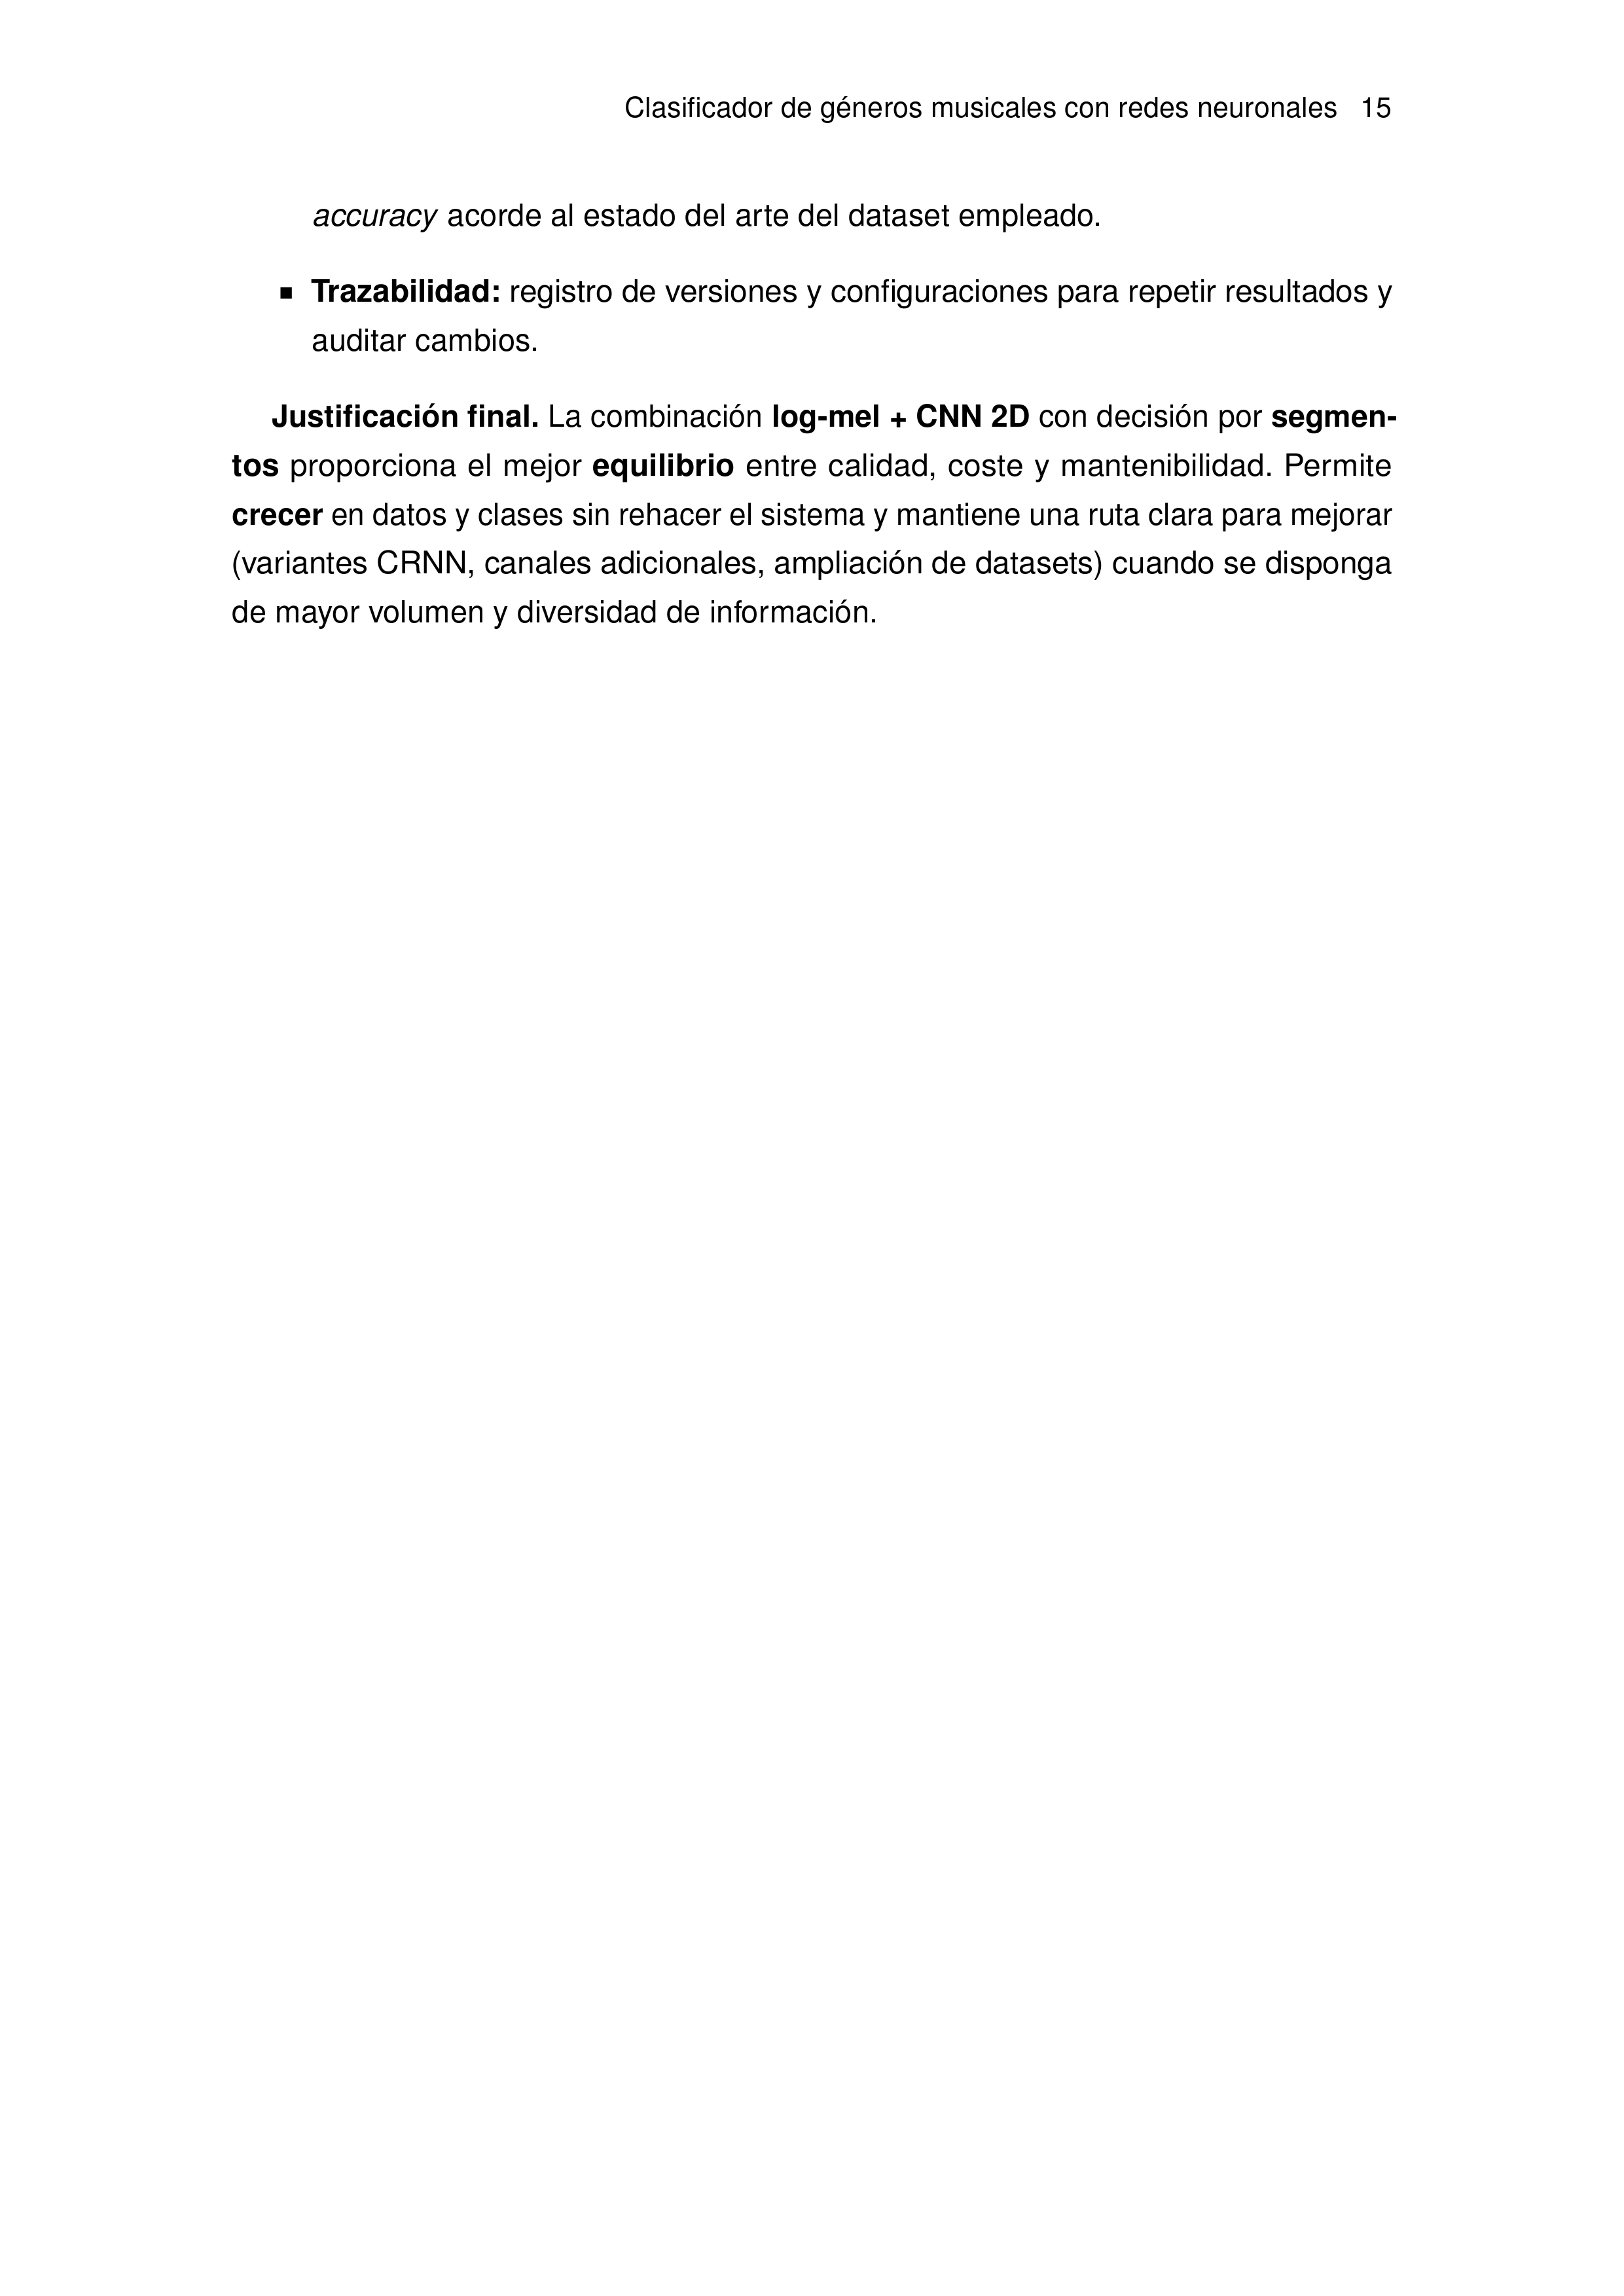 Clasificador de géneros musicales con redes neuronales 15
accuracy acorde al estado del arte del dataset empleado.
▪ Trazabilidad: registro de versiones y configuraciones para repetir resultados y
auditar cambios.
Justificación final. La combinación log-mel + CNN 2D con decisión por segmen-
tos proporciona el mejor equilibrio entre calidad, coste y mantenibilidad. Permite
crecer en datos y clases sin rehacer el sistema y mantiene una ruta clara para mejorar
(variantes CRNN, canales adicionales, ampliación de datasets) cuando se disponga
de mayor volumen y diversidad de información.